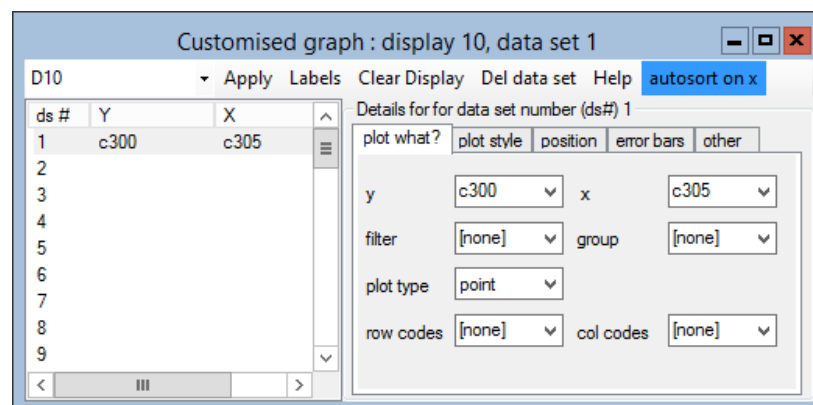 Customised graph : display 10, data set 1
D10 Apply Labels Clear Display Del data set Help autosort on x
ds # Y X
1 c300 c305
2
3
4
5
6
7
8
9
Details for for data set number (ds#) 1
plot what? plot style position error bars other
y c300 x c305
filter [none] group [none]
plot type point
row codes [none] col codes [none]